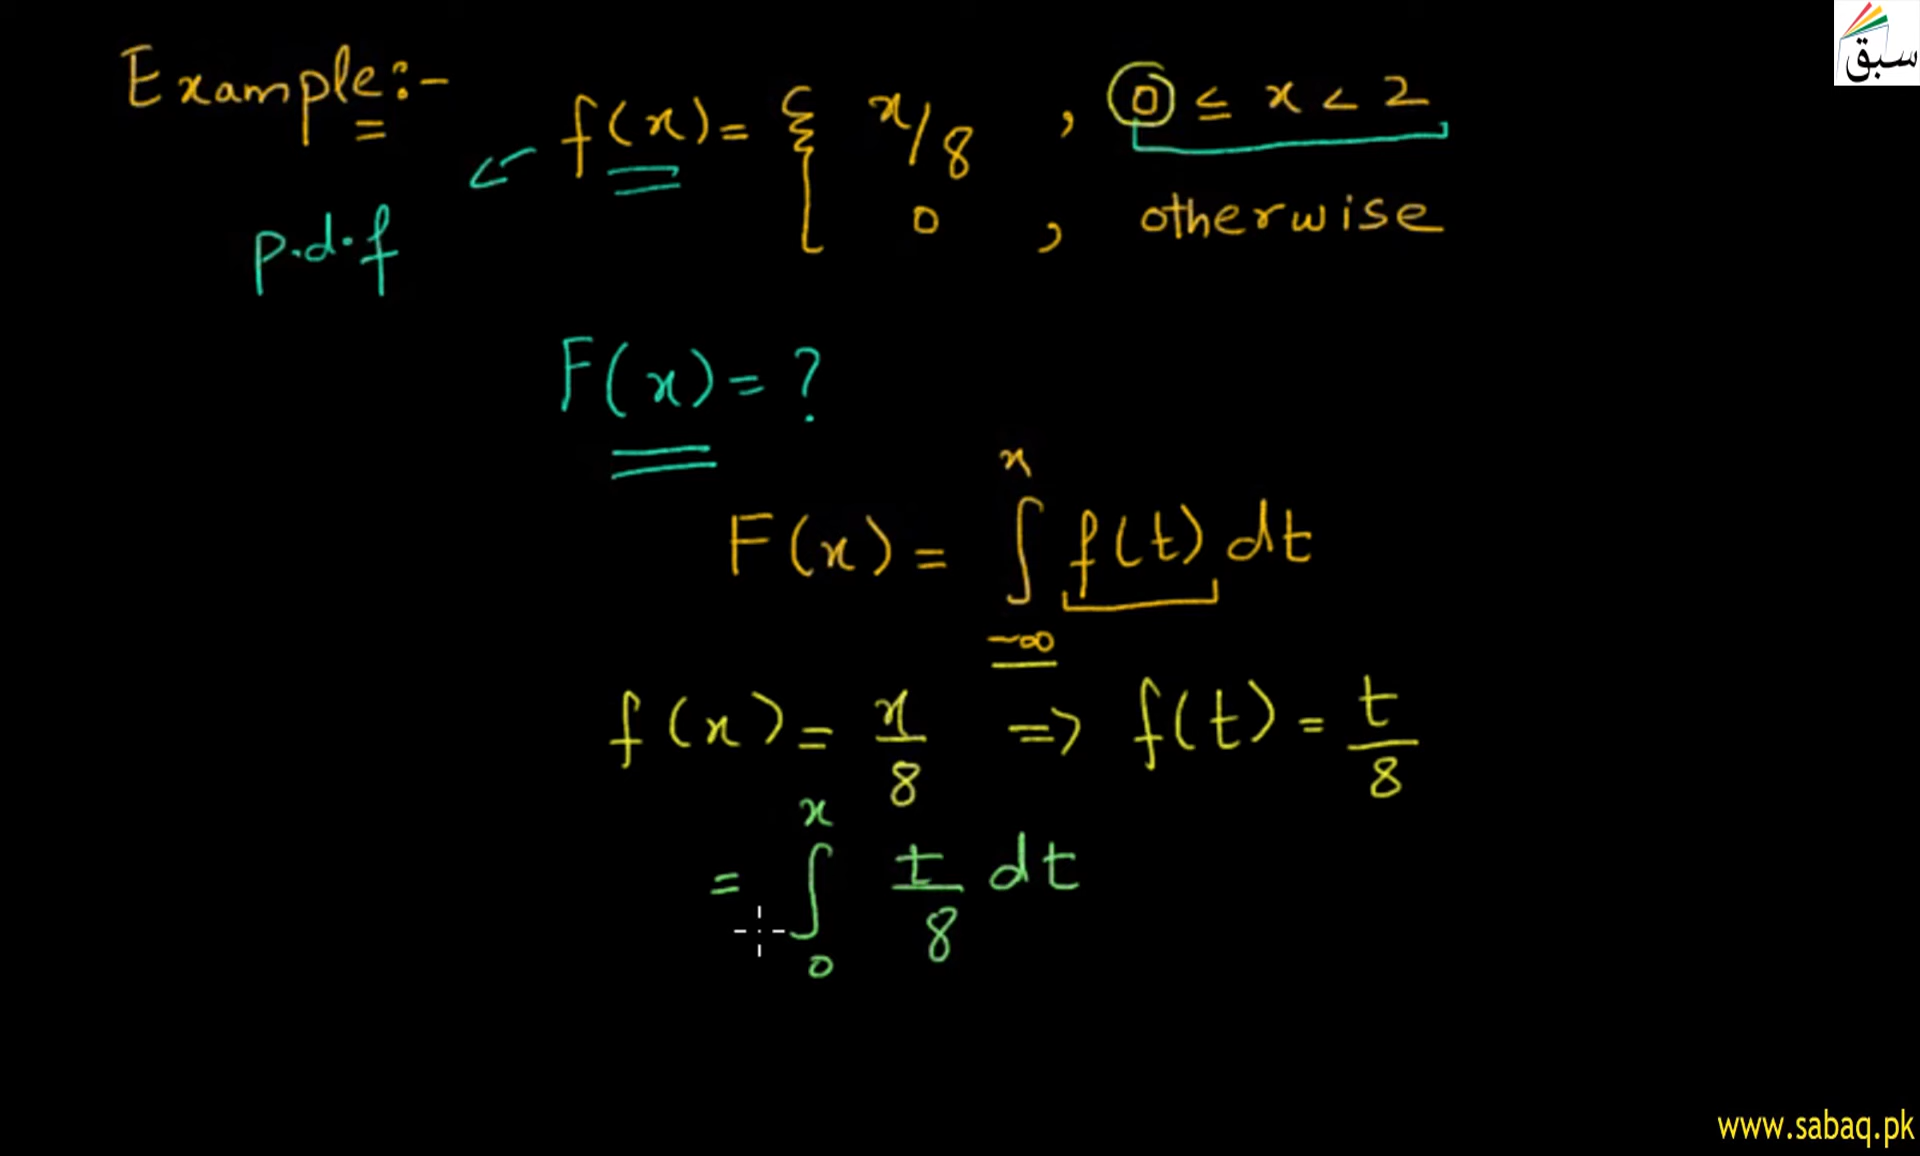 سبق
Example:-
f(x) = { x/8 , 0 ≤ x < 2
0 , otherwise
p.d.f
F(x) = ?
F(x) = ∫_{-∞}^{x} f(t) dt
f(x) = x/8 => f(t) = t/8
= ∫_{0}^{x} t/8 dt
www.sabaq.pk